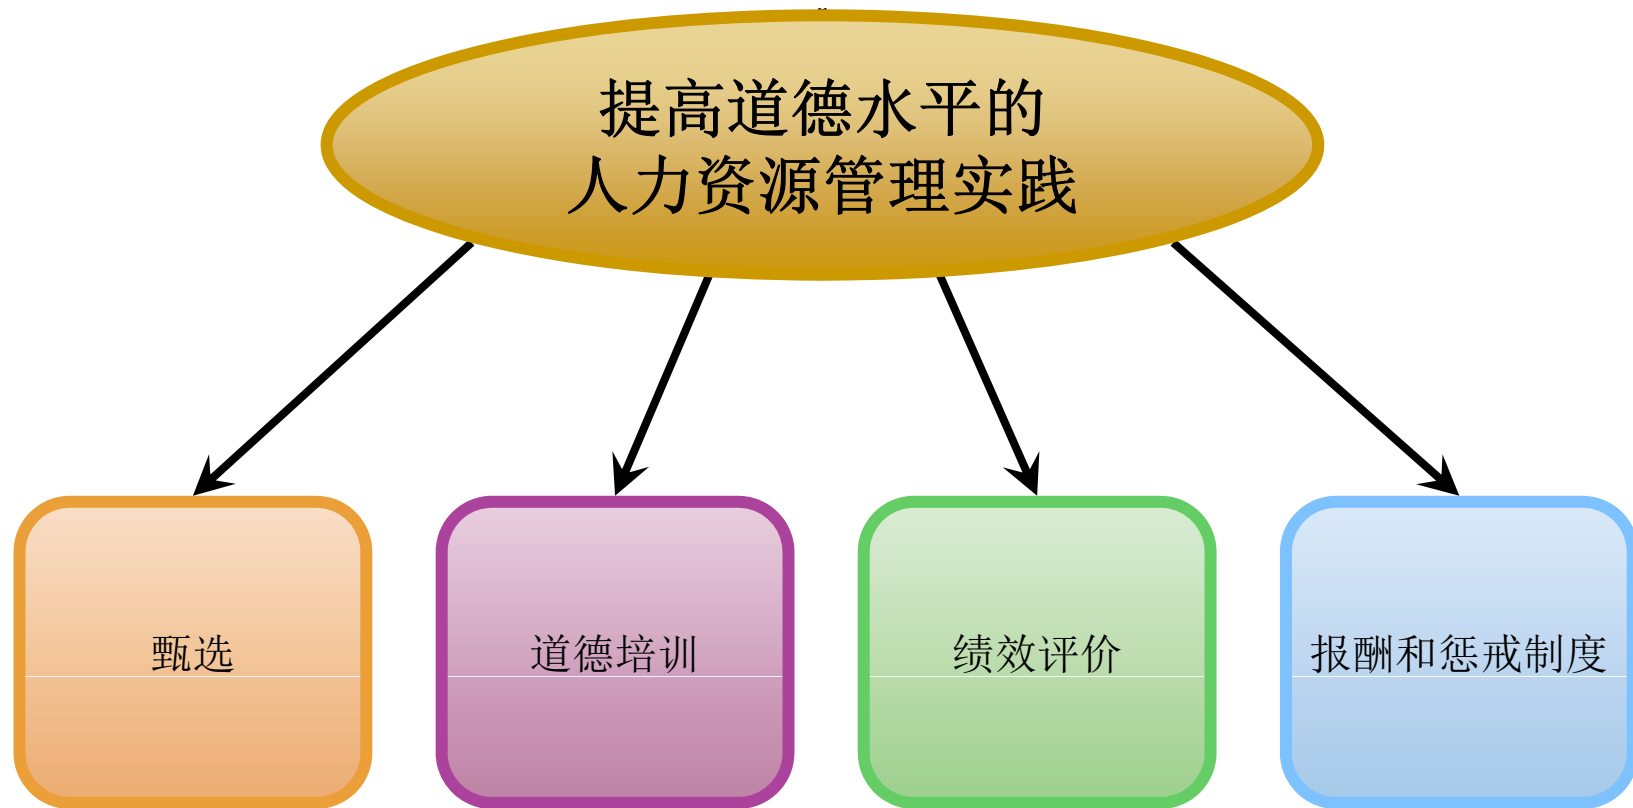 提高道德水平的
人力资源管理实践
甄选
道德培训
绩效评价
报酬和惩戒制度